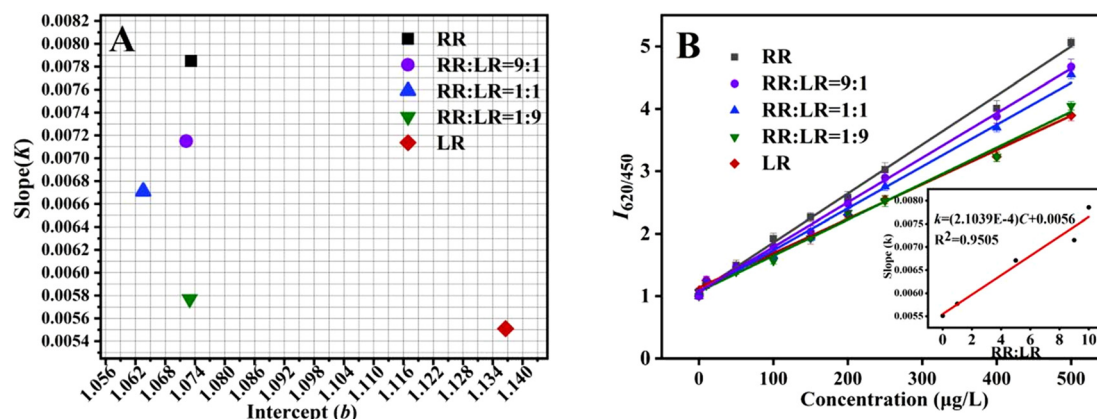 A
RR
RR:LR=9:1
RR:LR=1:1
RR:LR=1:9
LR
Slope(K)
0.0082
0.0080
0.0078
0.0076
0.0074
0.0072
0.0070
0.0068
0.0066
0.0064
0.0062
0.0060
0.0058
0.0056
0.0054
1.056
1.062
1.068
1.074
1.080
1.086
1.092
1.098
1.104
1.110
1.116
1.122
1.128
1.134
1.140
Intercept (b)
B
RR
RR:LR=9:1
RR:LR=1:1
RR:LR=1:9
LR
I620/450
5
4
3
2
1
0
0
100
200
300
400
500
Concentration (µg/L)
k=(2.1039E-4)C+0.0056
R2=0.9505
Slope (k)
0.0080
0.0075
0.0070
0.0065
0.0060
0.0055
0 2 4 6 8 10
RR:LR